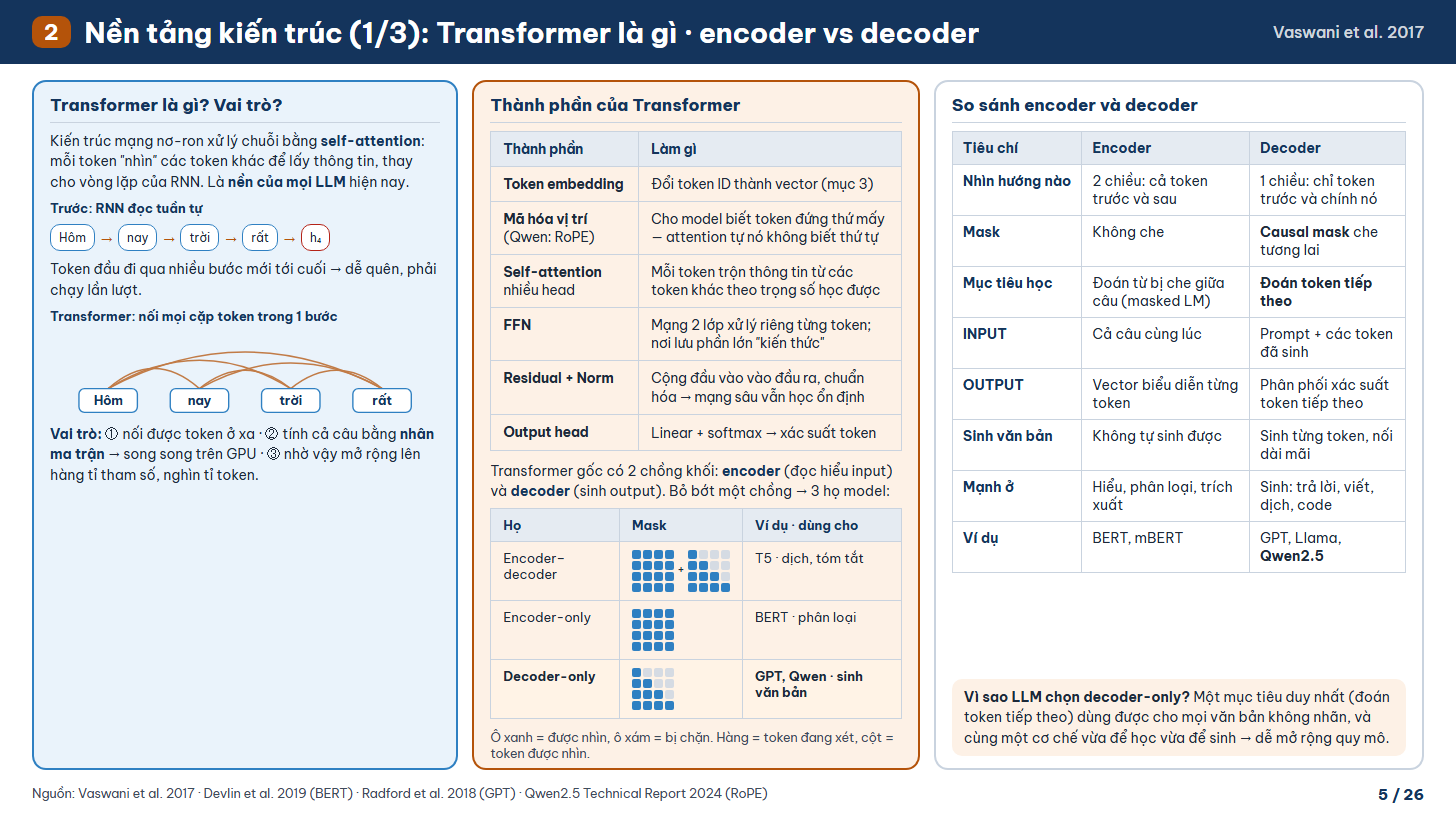 2 Nền tảng kiến trúc (1/3): Transformer là gì · encoder vs decoder
Vaswani et al. 2017
Transformer là gì? Vai trò?
Kiến trúc mạng nơ-ron xử lý chuỗi bằng self-attention:
mỗi token "nhìn" các token khác để lấy thông tin, thay
cho vòng lặp của RNN. Là nền của mọi LLM hiện nay.
Trước: RNN đọc tuần tự
Hôm → nay → trời → rất → h₄
Token đầu đi qua nhiều bước mới tới cuối → dễ quên, phải
chạy lần lượt.
Transformer: nối mọi cặp token trong 1 bước
Hôm nay trời rất
Vai trò: ① nối được token ở xa · ② tính cả câu bằng nhân
ma trận → song song trên GPU · ③ nhờ vậy mở rộng lên
hàng tỉ tham số, nghìn tỉ token.
Thành phần của Transformer
Thành phần Làm gì
Token embedding Đổi token ID thành vector (mục 3)
Mã hóa vị trí Cho model biết token đứng thứ mấy
(Qwen: RoPE) — attention tự nó không biết thứ tự
Self-attention Mỗi token trộn thông tin từ các
nhiều head token khác theo trọng số học được
FFN Mạng 2 lớp xử lý riêng từng token;
nơi lưu phần lớn "kiến thức"
Residual + Norm Cộng đầu vào vào đầu ra, chuẩn
hóa → mạng sâu vẫn học ổn định
Output head Linear + softmax → xác suất token
Transformer gốc có 2 chồng khối: encoder (đọc hiểu input)
và decoder (sinh output). Bỏ bớt một chồng → 3 họ model:
Họ Mask Ví dụ · dùng cho
Encoder– + T5 · dịch, tóm tắt
decoder
Encoder-only BERT · phân loại
Decoder-only GPT, Qwen · sinh
văn bản
Ô xanh = được nhìn, ô xám = bị chặn. Hàng = token đang xét, cột =
token được nhìn.
So sánh encoder và decoder
Tiêu chí Encoder Decoder
Nhìn hướng nào 2 chiều: cả token 1 chiều: chỉ token
trước và sau trước và chính nó
Mask Không che Causal mask che
tương lai
Mục tiêu học Đoán từ bị che giữa Đoán token tiếp
câu (masked LM) theo
INPUT Cả câu cùng lúc Prompt + các token
đã sinh
OUTPUT Vector biểu diễn từng Phân phối xác suất
token token tiếp theo
Sinh văn bản Không tự sinh được Sinh từng token, nối
dài mãi
Mạnh ở Hiểu, phân loại, trích Sinh: trả lời, viết,
xuất dịch, code
Ví dụ BERT, mBERT GPT, Llama,
Qwen2.5
Vì sao LLM chọn decoder-only? Một mục tiêu duy nhất (đoán
token tiếp theo) dùng được cho mọi văn bản không nhãn, và
cùng một cơ chế vừa để học vừa để sinh → dễ mở rộng quy mô.
Nguồn: Vaswani et al. 2017 · Devlin et al. 2019 (BERT) · Radford et al. 2018 (GPT) · Qwen2.5 Technical Report 2024 (RoPE)
5 / 26